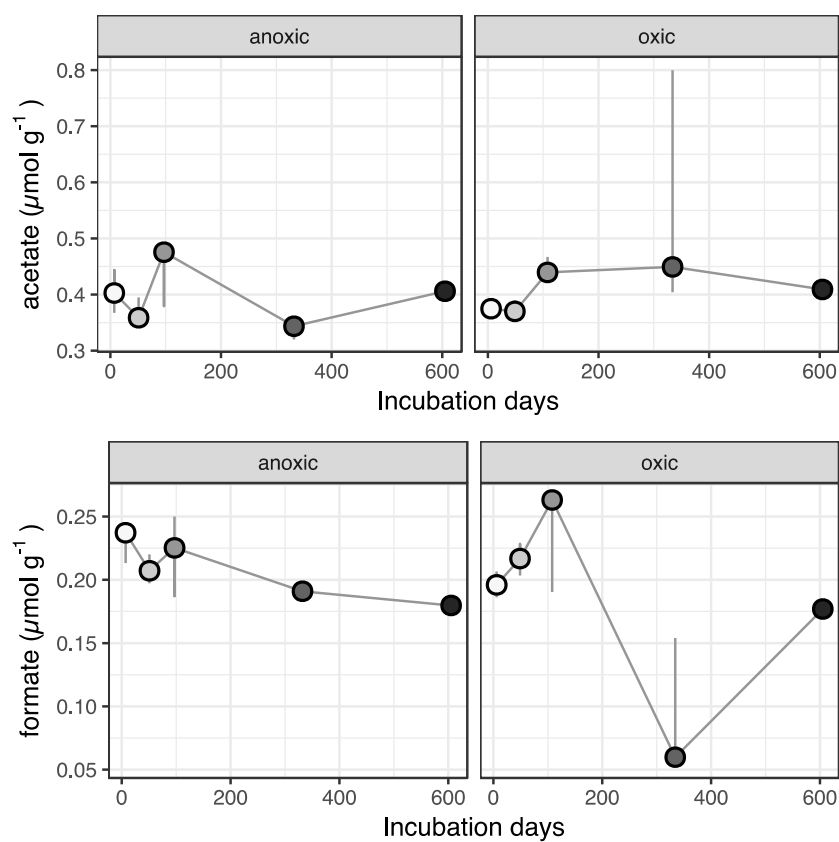 anoxic oxic
0.8
0.7
0.6
0.5
0.4
0.3
acetate (μmol g⁻¹ )
0 200 400 600 0 200 400 600
Incubation days
anoxic oxic
0.25
0.20
0.15
0.10
0.05
formate (μmol g⁻¹ )
0 200 400 600 0 200 400 600
Incubation days